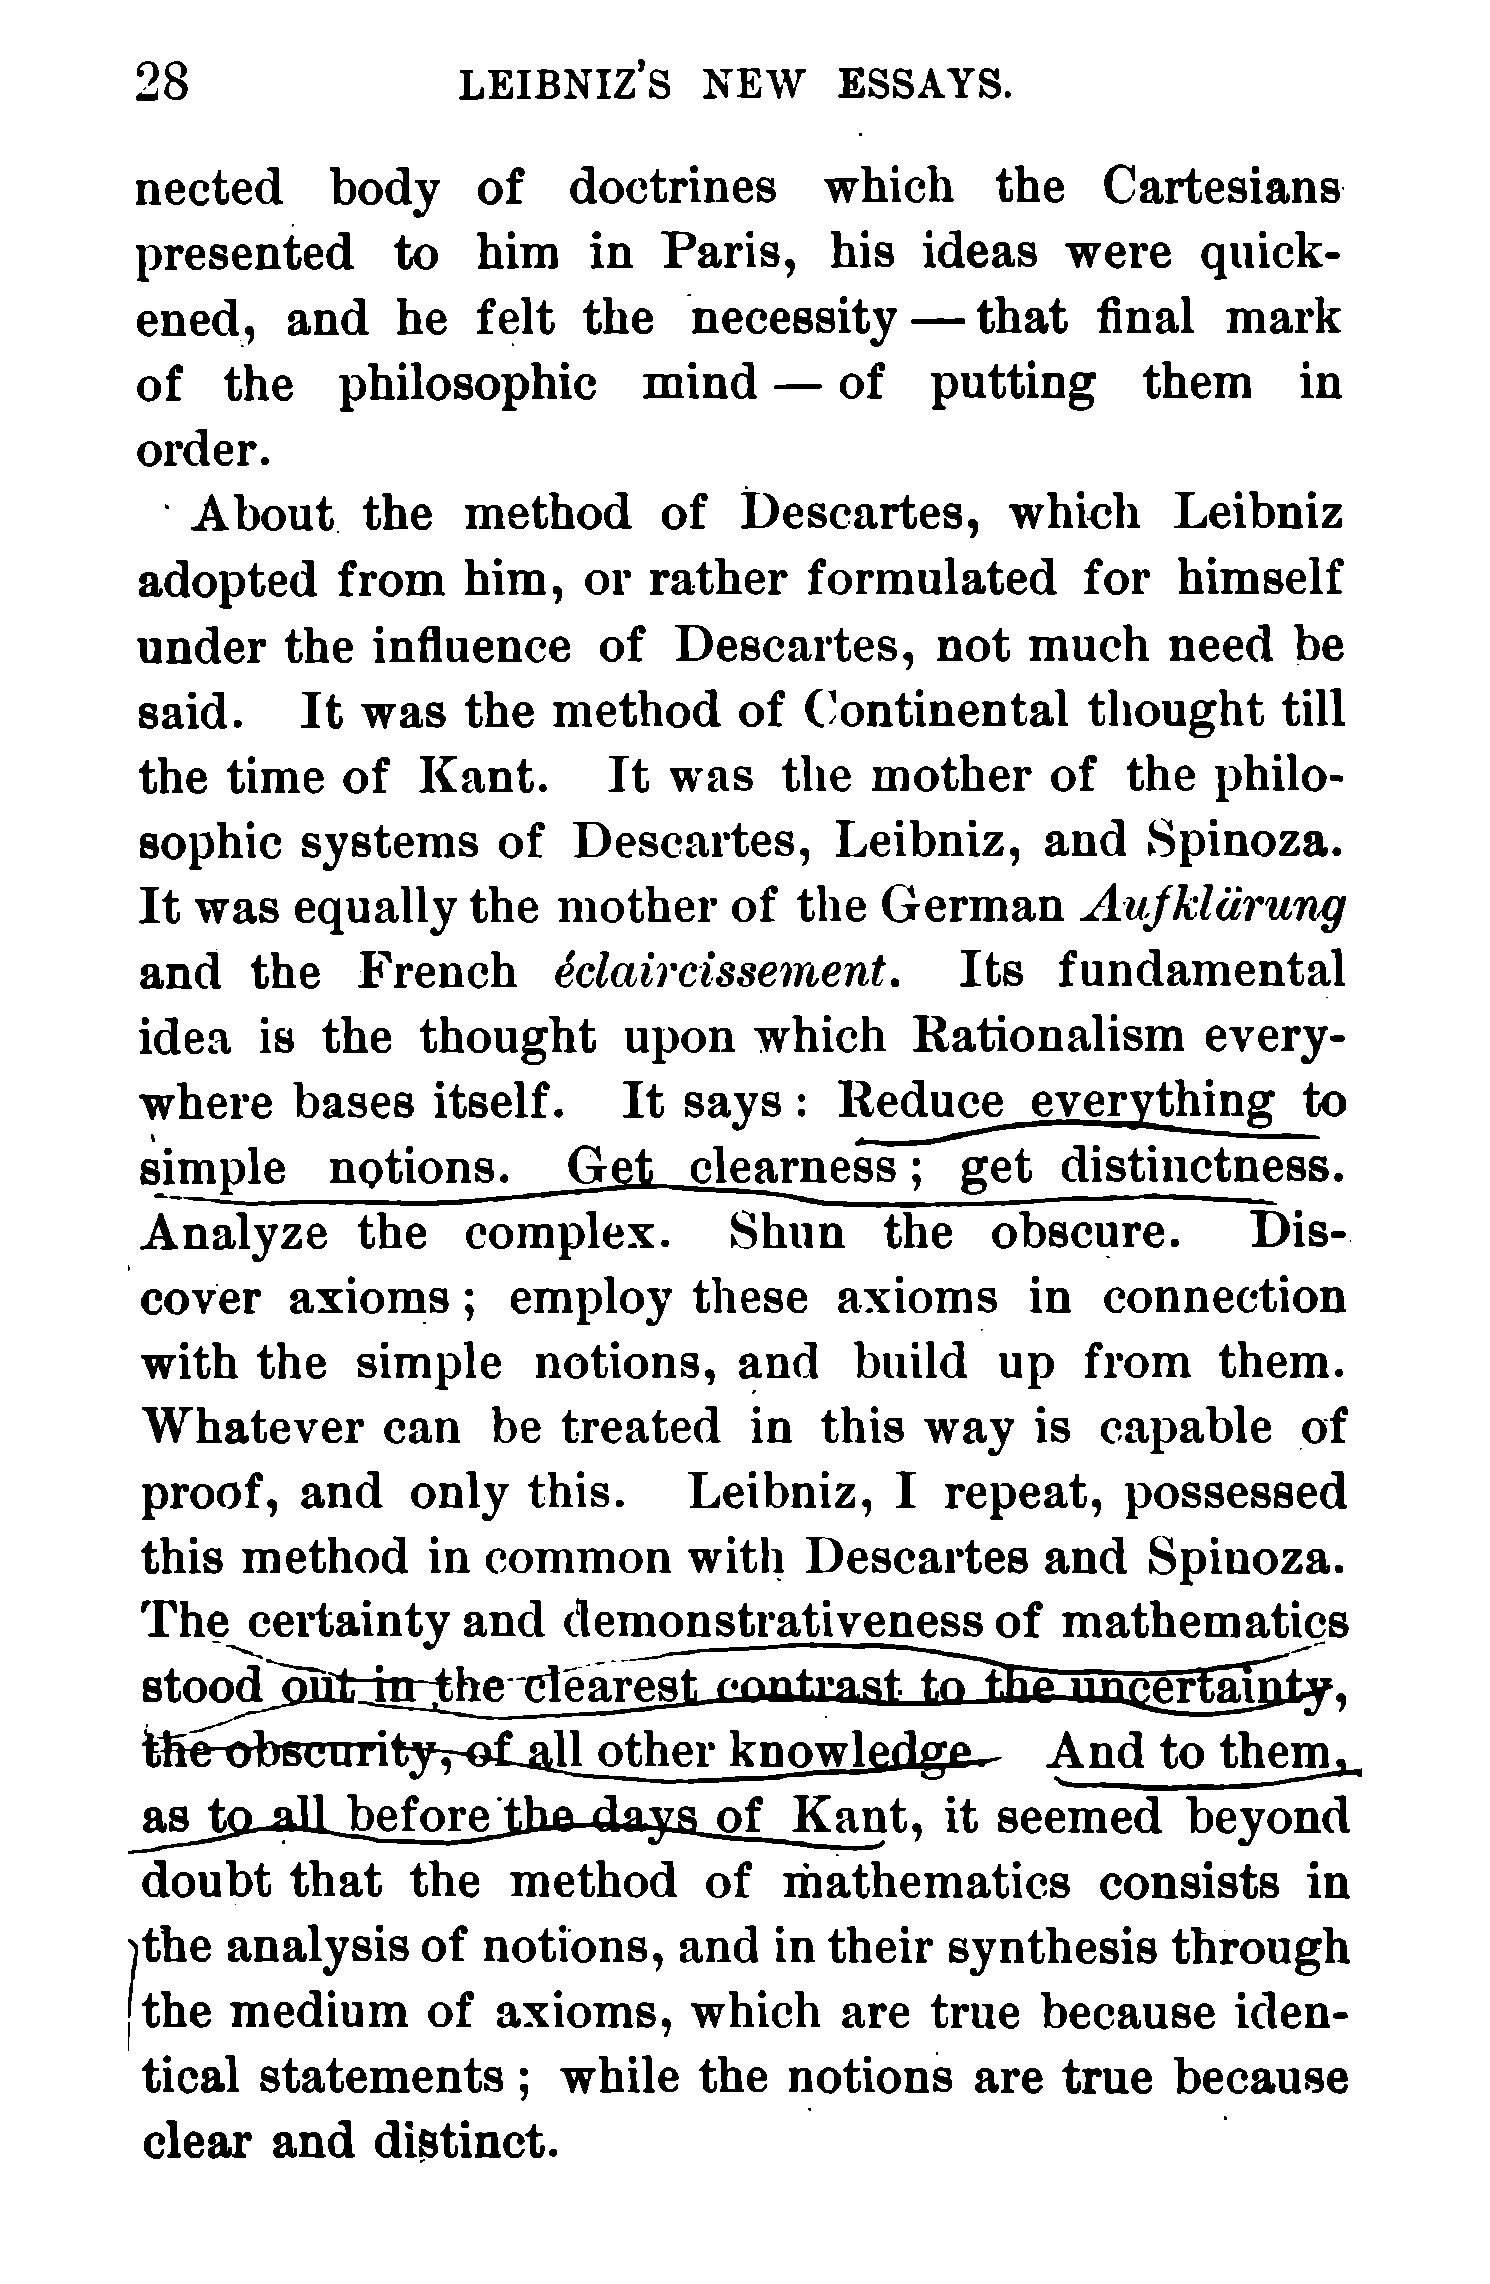 28 LEIBNIZ'S NEW ESSAYS.
nected body of doctrines which the Cartesians
presented to him in Paris, his ideas were quick-
ened, and he felt the necessity — that final mark
of the philosophic mind — of putting them in
order.
About the method of Descartes, which Leibniz
adopted from him, or rather formulated for himself
under the influence of Descartes, not much need be
said. It was the method of Continental thought till
the time of Kant. It was the mother of the philo-
sophic systems of Descartes, Leibniz, and Spinoza.
It was equally the mother of the German Aufklärung
and the French éclaircissement. Its fundamental
idea is the thought upon which Rationalism every-
where bases itself. It says : Reduce everything to
simple notions. Get clearness ; get distinctness.
Analyze the complex. Shun the obscure. Dis-
cover axioms ; employ these axioms in connection
with the simple notions, and build up from them.
Whatever can be treated in this way is capable of
proof, and only this. Leibniz, I repeat, possessed
this method in common with Descartes and Spinoza.
The certainty and demonstrativeness of mathematics
stood out in the clearest contrast to the uncertainty,
the obscurity, of all other knowledge. And to them,
as to all before the days of Kant, it seemed beyond
doubt that the method of mathematics consists in
the analysis of notions, and in their synthesis through
the medium of axioms, which are true because iden-
tical statements ; while the notions are true because
clear and distinct.